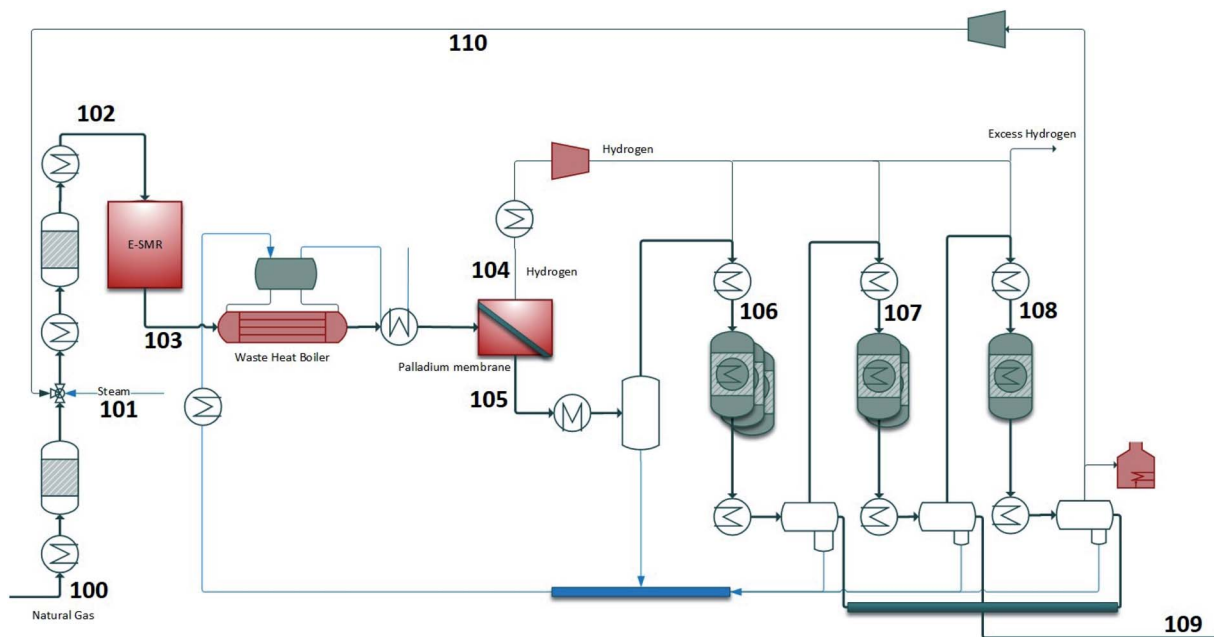 110
102
Excess Hydrogen
Hydrogen
E-SMR
104
Hydrogen
103
106
107
108
Waste Heat Boiler
Palladium membrane
Steam
101
105
100
Natural Gas
109